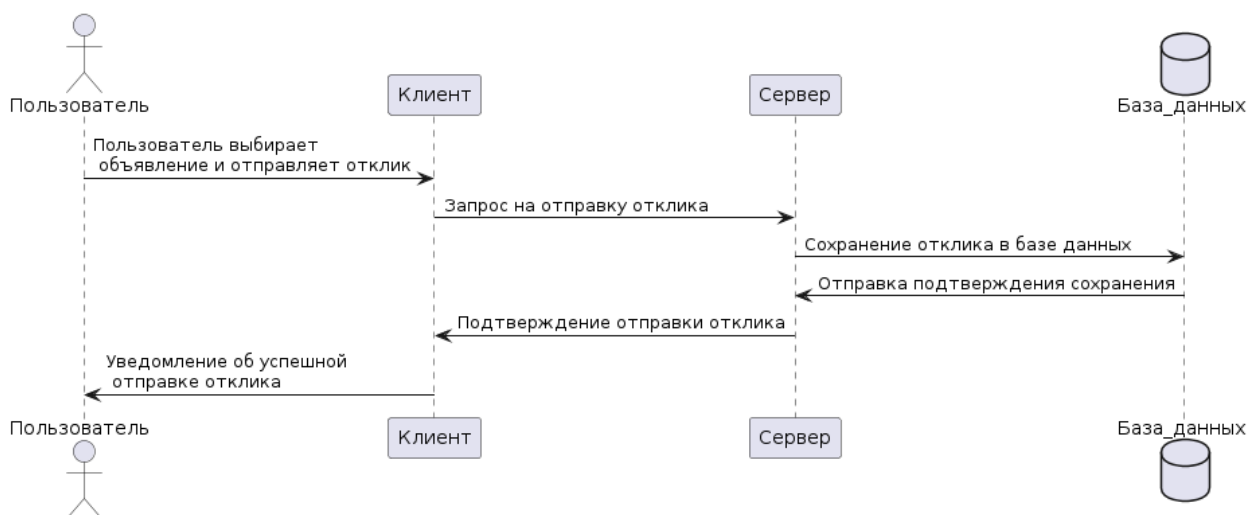 Пользователь
Клиент
Сервер
База_данных
Пользователь выбирает
объявление и отправляет отклик
Запрос на отправку отклика
Сохранение отклика в базе данных
Отправка подтверждения сохранения
Подтверждение отправки отклика
Уведомление об успешной
отправке отклика
Пользователь
Клиент
Сервер
База_данных